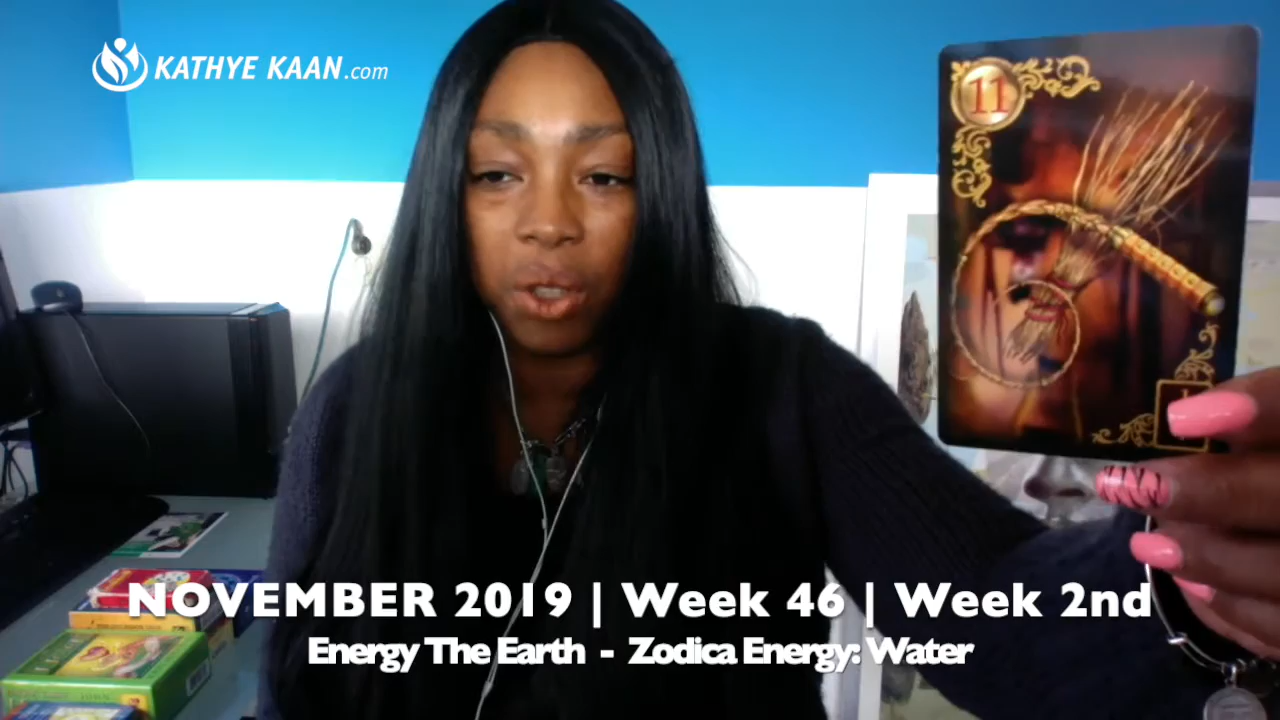 KATHYE KAAN.com
11
NOVEMBER 2019 | Week 46 | Week 2nd
Energy The Earth - Zodica Energy: Water